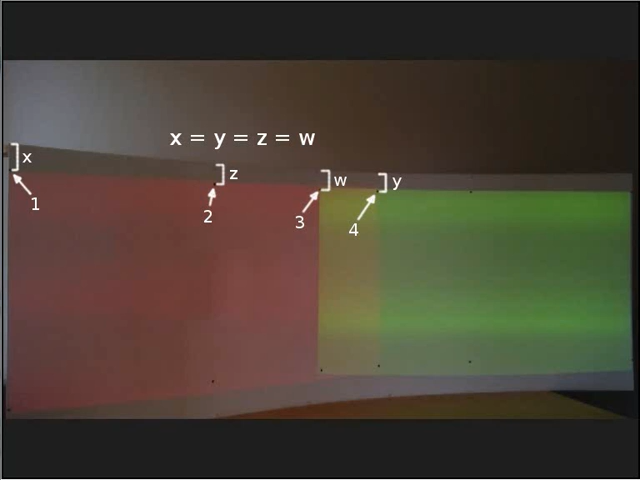 x = y = z = w
x
z
w
y
1
2
3
4